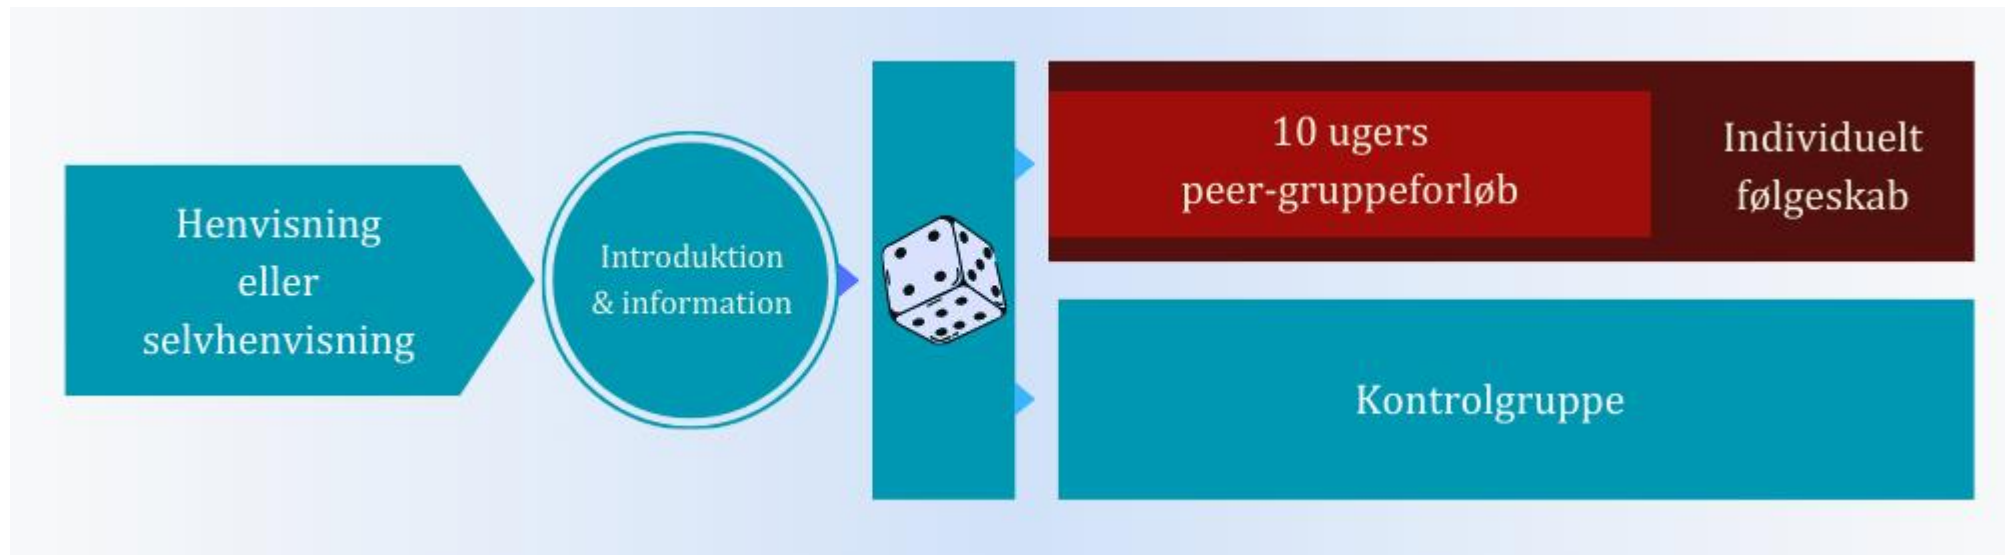 Henvisning
eller
selvhenvisning
Introduktion
& information
10 ugers
peer-gruppeforløb
Individuelt
følgeskab
Kontrolgruppe